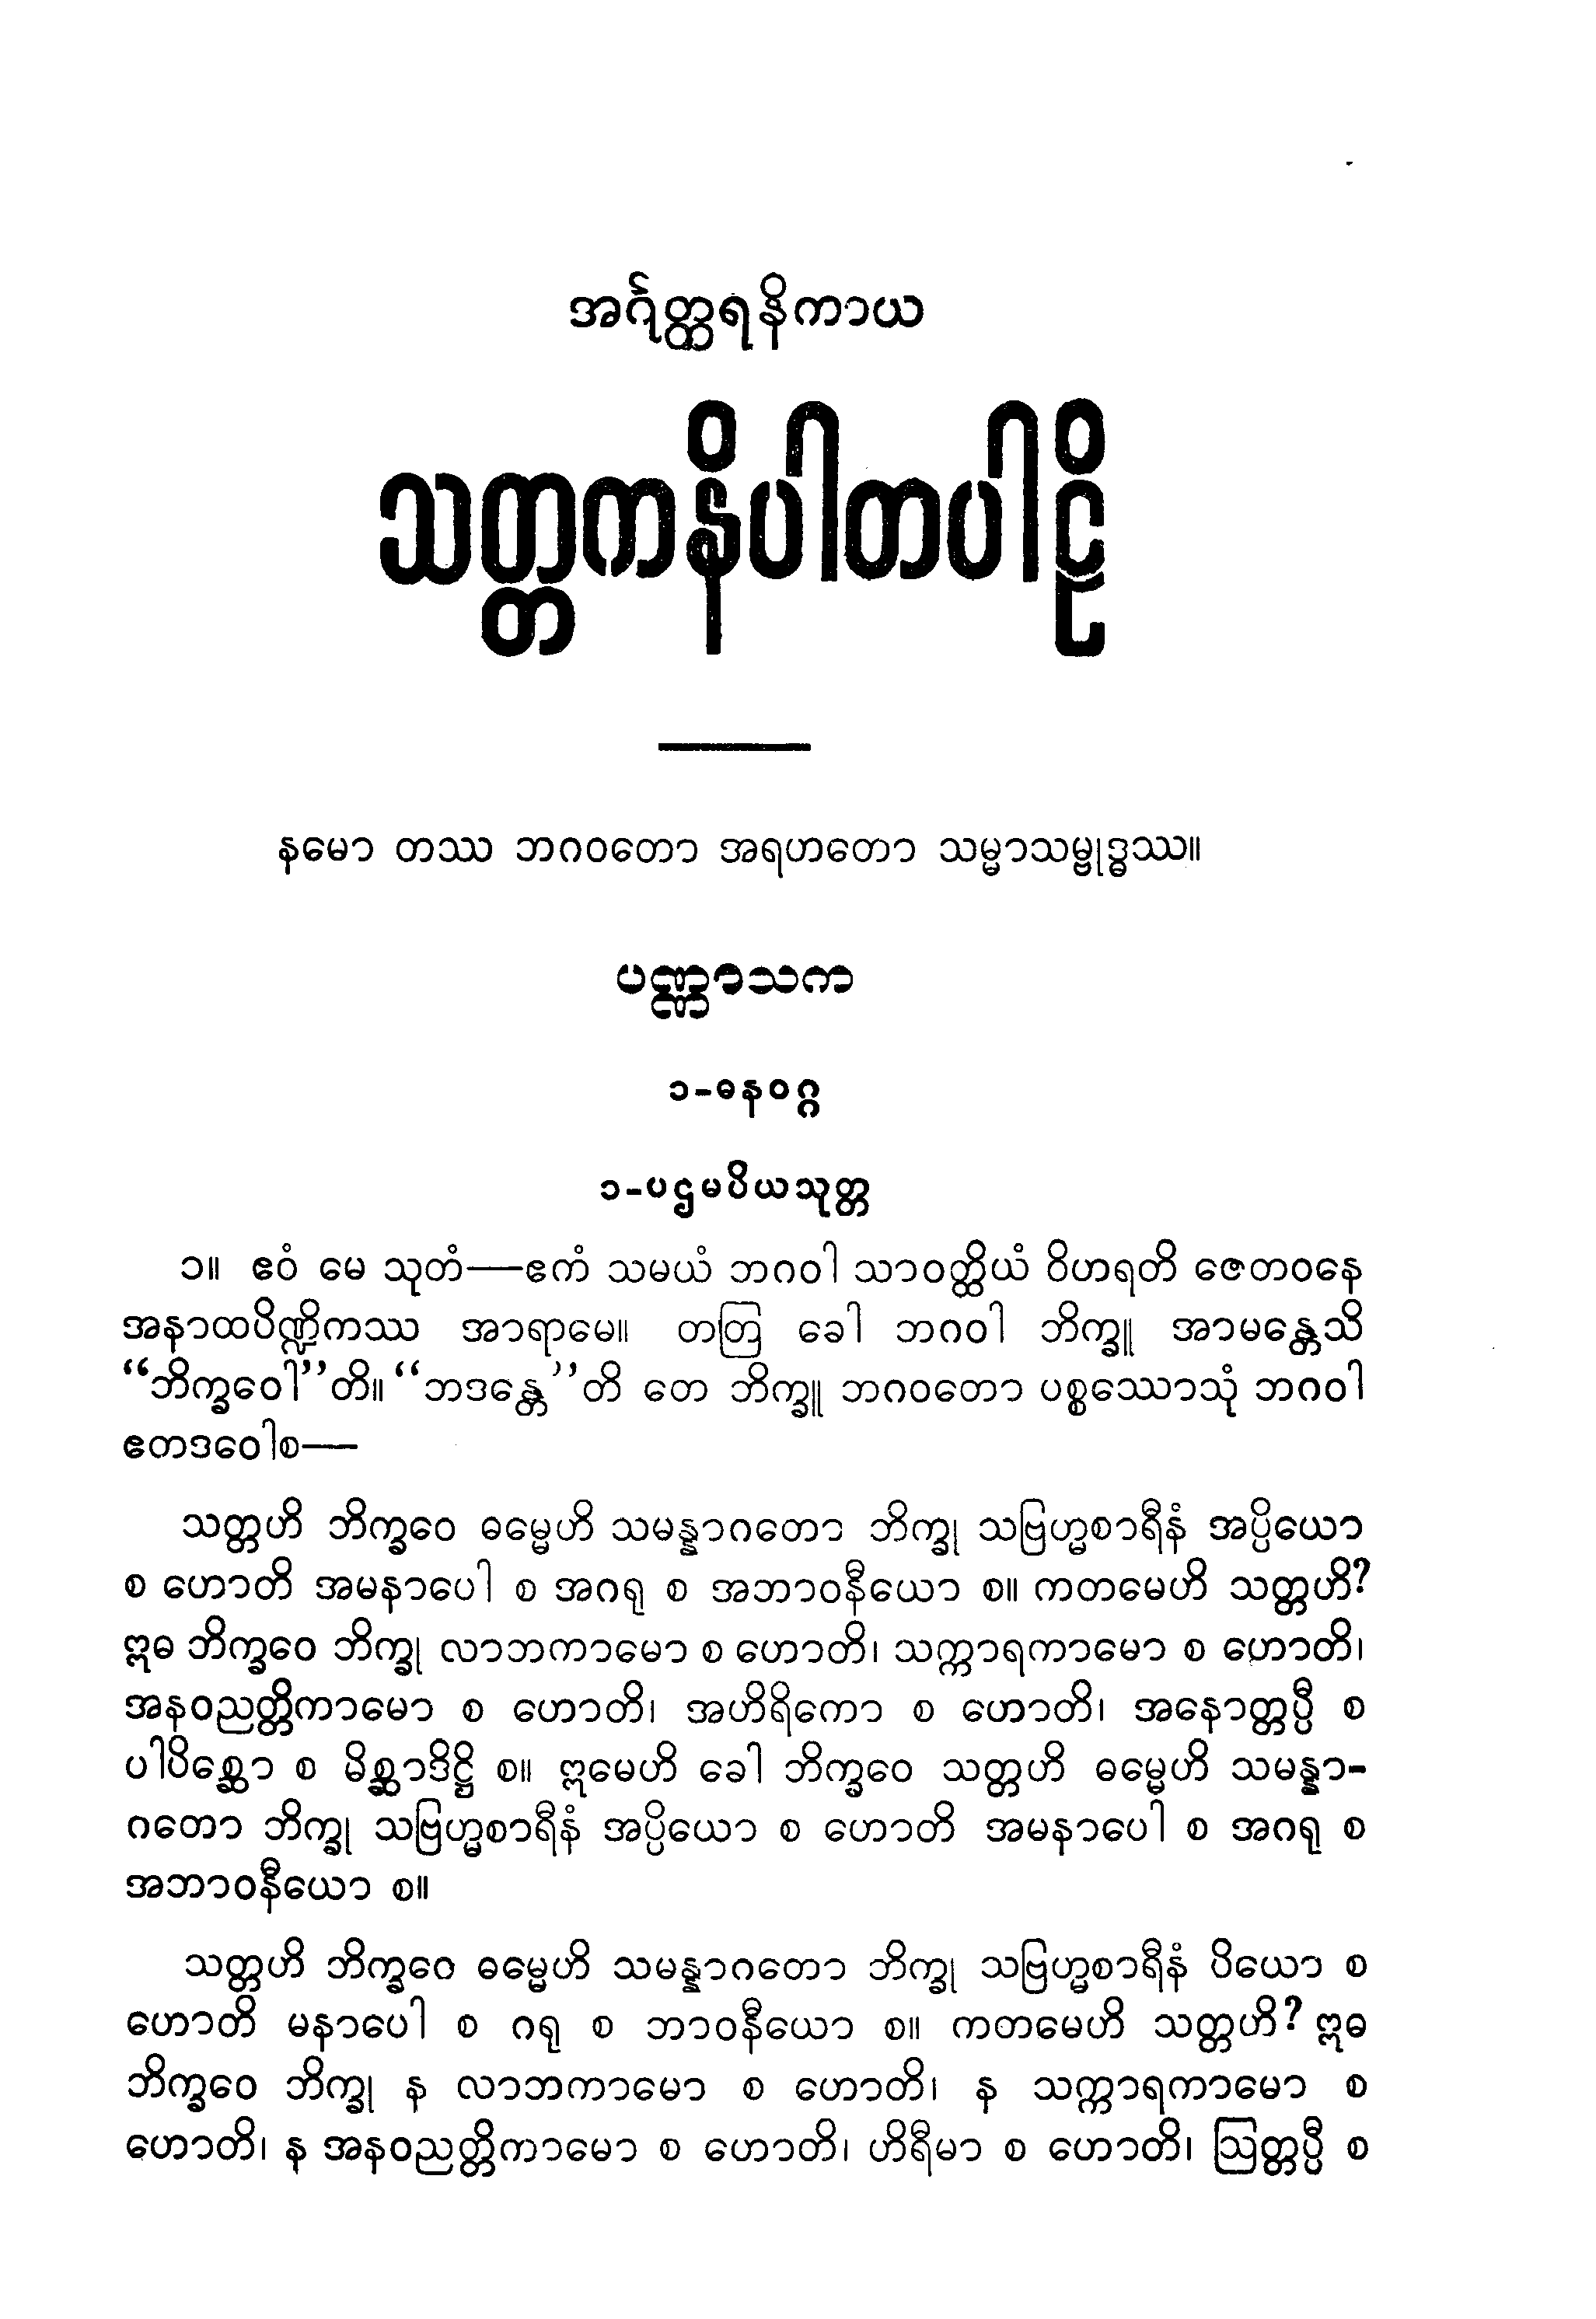 အင်္ဂုတ္တရနိကာယ
သတ္တကနိပါတပါဠိ
နမော တဿ ဘဂဝတော အရဟတော သမ္မာသမ္ဗုဒ္ဓဿ။
ပဏ္ဏာသက
၁-ဓနဝဂ္ဂ
၁-ပဌမပိယသုတ္တ
၁။ ဧဝံ မေ သုတံ—ဧကံ သမယံ ဘဂဝါ သာဝတ္ထိယံ ဝိဟရတိ ဇေတဝနေ
အနာထပိဏ္ဍိကဿ အာရာမေ။ တတြ ခေါ ဘဂဝါ ဘိက္ခူ အာမန္တေသိ
“ဘိက္ခဝေါ”တိ။ “ဘဒန္တေ”တိ တေ ဘိက္ခူ ဘဂဝတော ပစ္စဿောသုံ ဘဂဝါ
ဧတဒဝေါစ—
သတ္တဟိ ဘိက္ခဝေ ဓမ္မေဟိ သမန္နာဂတော ဘိက္ခု သဗြဟ္မစာရီနံ အပ္ပိယော
စ ဟောတိ အမနာပေါ စ အဂရု စ အဘာဝနီယော စ။ ကတမေဟိ သတ္တဟိ?
ဣဓ ဘိက္ခဝေ ဘိက္ခု လာဘကာမော စ ဟောတိ၊ သက္ကာရကာမော စ ဟောတိ၊
အနဝညတ္တိကာမော စ ဟောတိ၊ အဟိရိကော စ ဟောတိ၊ အနောတ္တပ္ပီ စ
ပါပိစ္ဆော စ မိစ္ဆာဒိဋ္ဌိ စ။ ဣမေဟိ ခေါ ဘိက္ခဝေ သတ္တဟိ ဓမ္မေဟိ သမန္နာ-
ဂတော ဘိက္ခု သဗြဟ္မစာရီနံ အပ္ပိယော စ ဟောတိ အမနာပေါ စ အဂရု စ
အဘာဝနီယော စ။
သတ္တဟိ ဘိက္ခဝေ ဓမ္မေဟိ သမန္နာဂတော ဘိက္ခု သဗြဟ္မစာရီနံ ပိယော စ
ဟောတိ မနာပေါ စ ဂရု စ ဘာဝနီယော စ။ ကတမေဟိ သတ္တဟိ? ဣဓ
ဘိက္ခဝေ ဘိက္ခု န လာဘကာမော စ ဟောတိ၊ န သက္ကာရကာမော စ
ဟောတိ၊ န အနဝညတ္တိကာမော စ ဟောတိ၊ ဟိရီမာ စ ဟောတိ၊ ဩတ္တပ္ပီ စ